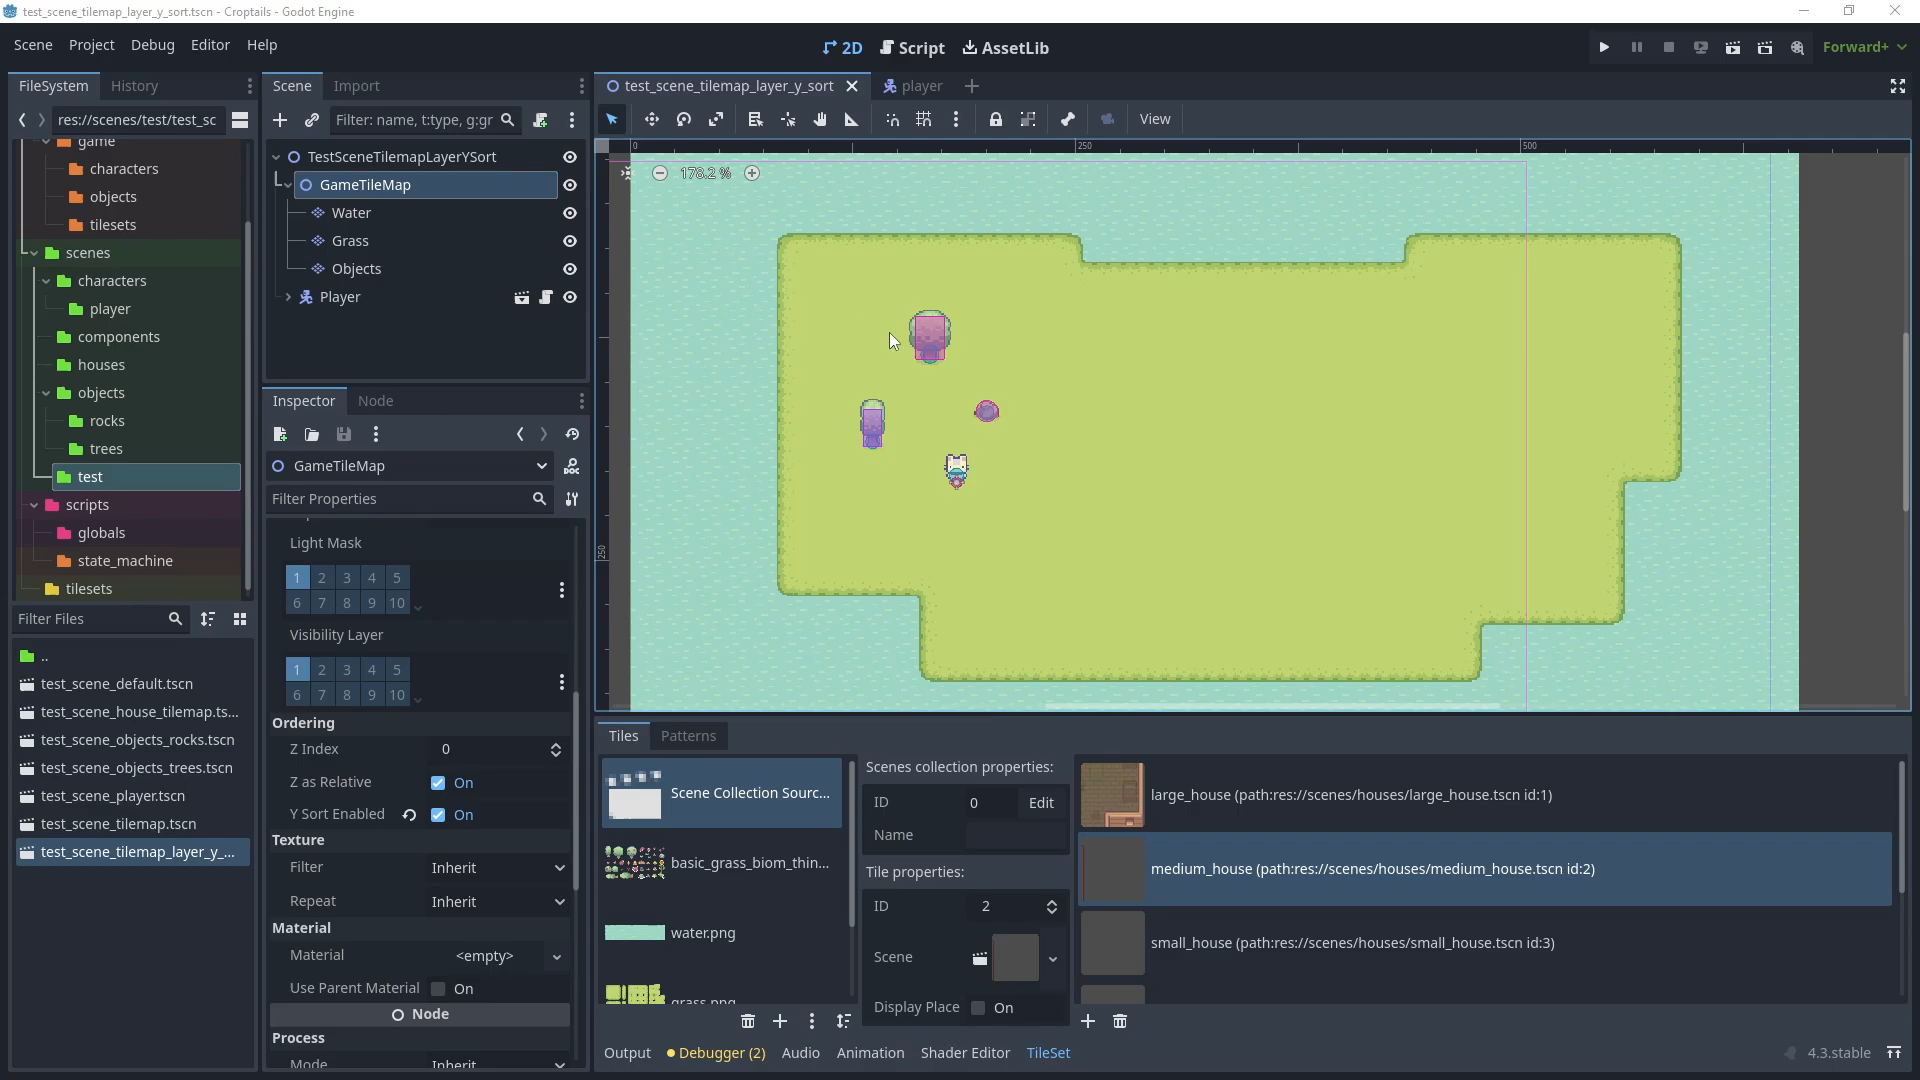 test_scene_tilemap_layer_y_sort.tscn - Croptails - Godot Engine
Scene Project Debug Editor Help
2D Script AssetLib
Forward+
FileSystem History
res://scenes/test/test_sc
game
characters
objects
tilesets
scenes
characters
player
components
houses
objects
rocks
trees
test
scripts
globals
state_machine
tilesets
Filter Files
..
test_scene_default.tscn
test_scene_house_tilemap.ts...
test_scene_objects_rocks.tscn
test_scene_objects_trees.tscn
test_scene_player.tscn
test_scene_tilemap.tscn
test_scene_tilemap_layer_y_...
Scene Import
Filter: name, t:type, g:gr
TestSceneTilemapLayerYSort
GameTileMap
Water
Grass
Objects
Player
Inspector Node
GameTileMap
Filter Properties
Light Mask
1 2 3 4 5
6 7 8 9 10
Visibility Layer
1 2 3 4 5
6 7 8 9 10
Ordering
Z Index 0
Z as Relative On
Y Sort Enabled On
Texture
Filter Inherit
Repeat Inherit
Material
Material <empty>
Use Parent Material On
Node
Process
Mode Inherit
test_scene_tilemap_layer_y_sort player
View
0 250 500
178.2 %
250
Tiles Patterns
Scene Collection Sourc...
basic_grass_biom_thin...
water.png
grass.png
Scenes collection properties:
ID 0 Edit
Name
Tile properties:
ID 2
Scene
Display Place On
large_house (path:res://scenes/houses/large_house.tscn id:1)
medium_house (path:res://scenes/houses/medium_house.tscn id:2)
small_house (path:res://scenes/houses/small_house.tscn id:3)
Output Debugger (2) Audio Animation Shader Editor TileSet
4.3.stable